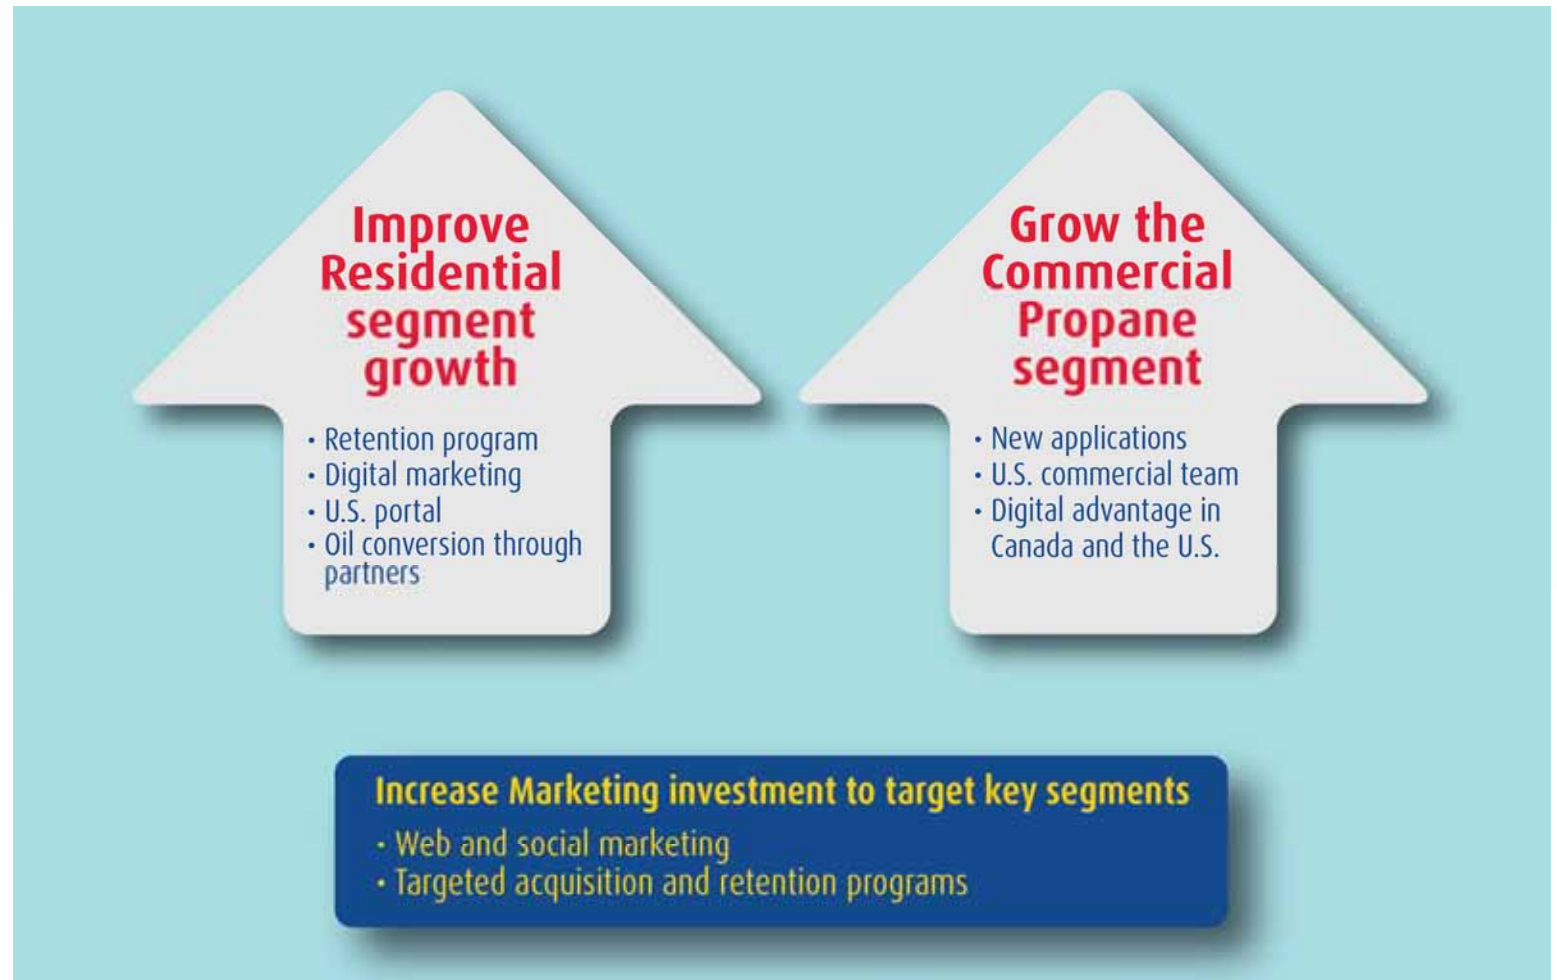 Improve
Residential
segment
growth
• Retention program
• Digital marketing
• U.S. portal
• Oil conversion through
partners
Grow the
Commercial
Propane
segment
• New applications
• U.S. commercial team
• Digital advantage in
Canada and the U.S.
Increase Marketing investment to target key segments
• Web and social marketing
• Targeted acquisition and retention programs